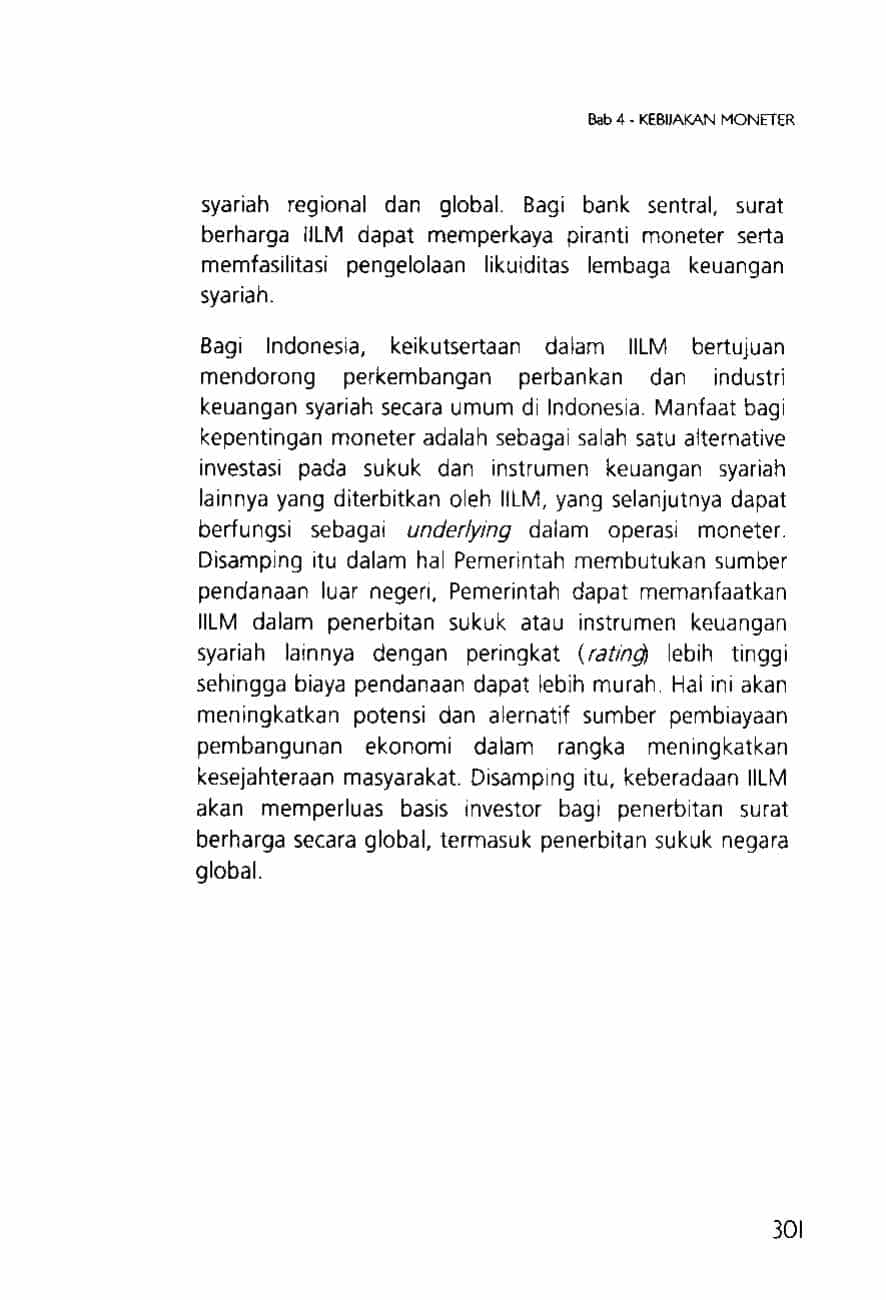 Bab 4 - KEBIJAKAN MONETER
syariah regional dan global. Bagi bank sentral, surat
berharga IILM dapat memperkaya piranti moneter serta
memfasilitasi pengelolaan likuiditas lembaga keuangan
syariah.
Bagi Indonesia, keikutsertaan dalam IILM bertujuan
mendorong perkembangan perbankan dan industri
keuangan syariah secara umum di Indonesia. Manfaat bagi
kepentingan moneter adalah sebagai salah satu alternative
investasi pada sukuk dan instrumen keuangan syariah
lainnya yang diterbitkan oleh IILM, yang selanjutnya dapat
berfungsi sebagai underlying dalam operasi moneter.
Disamping itu dalam hal Pemerintah membutukan sumber
pendanaan luar negeri, Pemerintah dapat memanfaatkan
IILM dalam penerbitan sukuk atau instrumen keuangan
syariah lainnya dengan peringkat (rating) lebih tinggi
sehingga biaya pendanaan dapat lebih murah. Hal ini akan
meningkatkan potensi dan alernatif sumber pembiayaan
pembangunan ekonomi dalam rangka meningkatkan
kesejahteraan masyarakat. Disamping itu, keberadaan IILM
akan memperluas basis investor bagi penerbitan surat
berharga secara global, termasuk penerbitan sukuk negara
global.
301